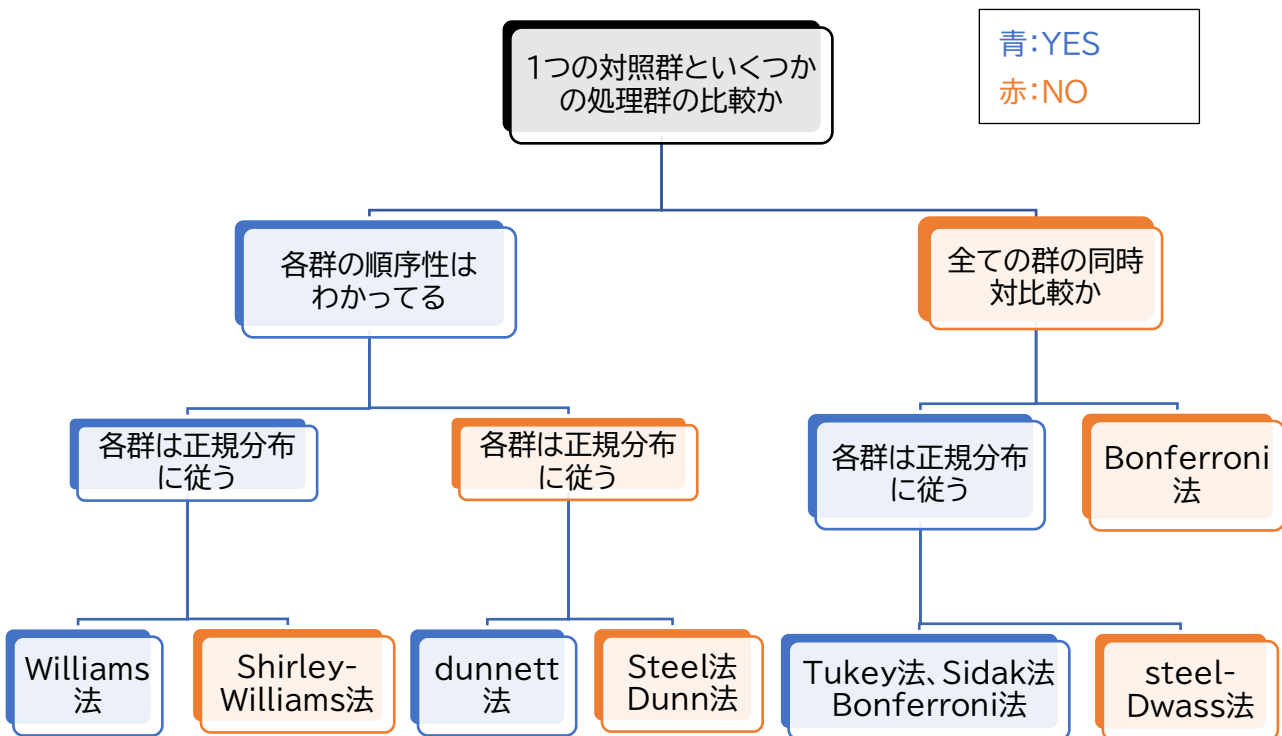 1つの対照群といくつか
の処理群の比較か
青:YES
赤:NO
各群の順序性は
わかってる
全ての群の同時
対比較か
各群は正規分布
に従う
各群は正規分布
に従う
各群は正規分布
に従う
Bonferroni
法
Williams
法
Shirley-
Williams法
dunnett
法
Steel法
Dunn法
Tukey法、Sidak法
Bonferroni法
steel-
Dwass法